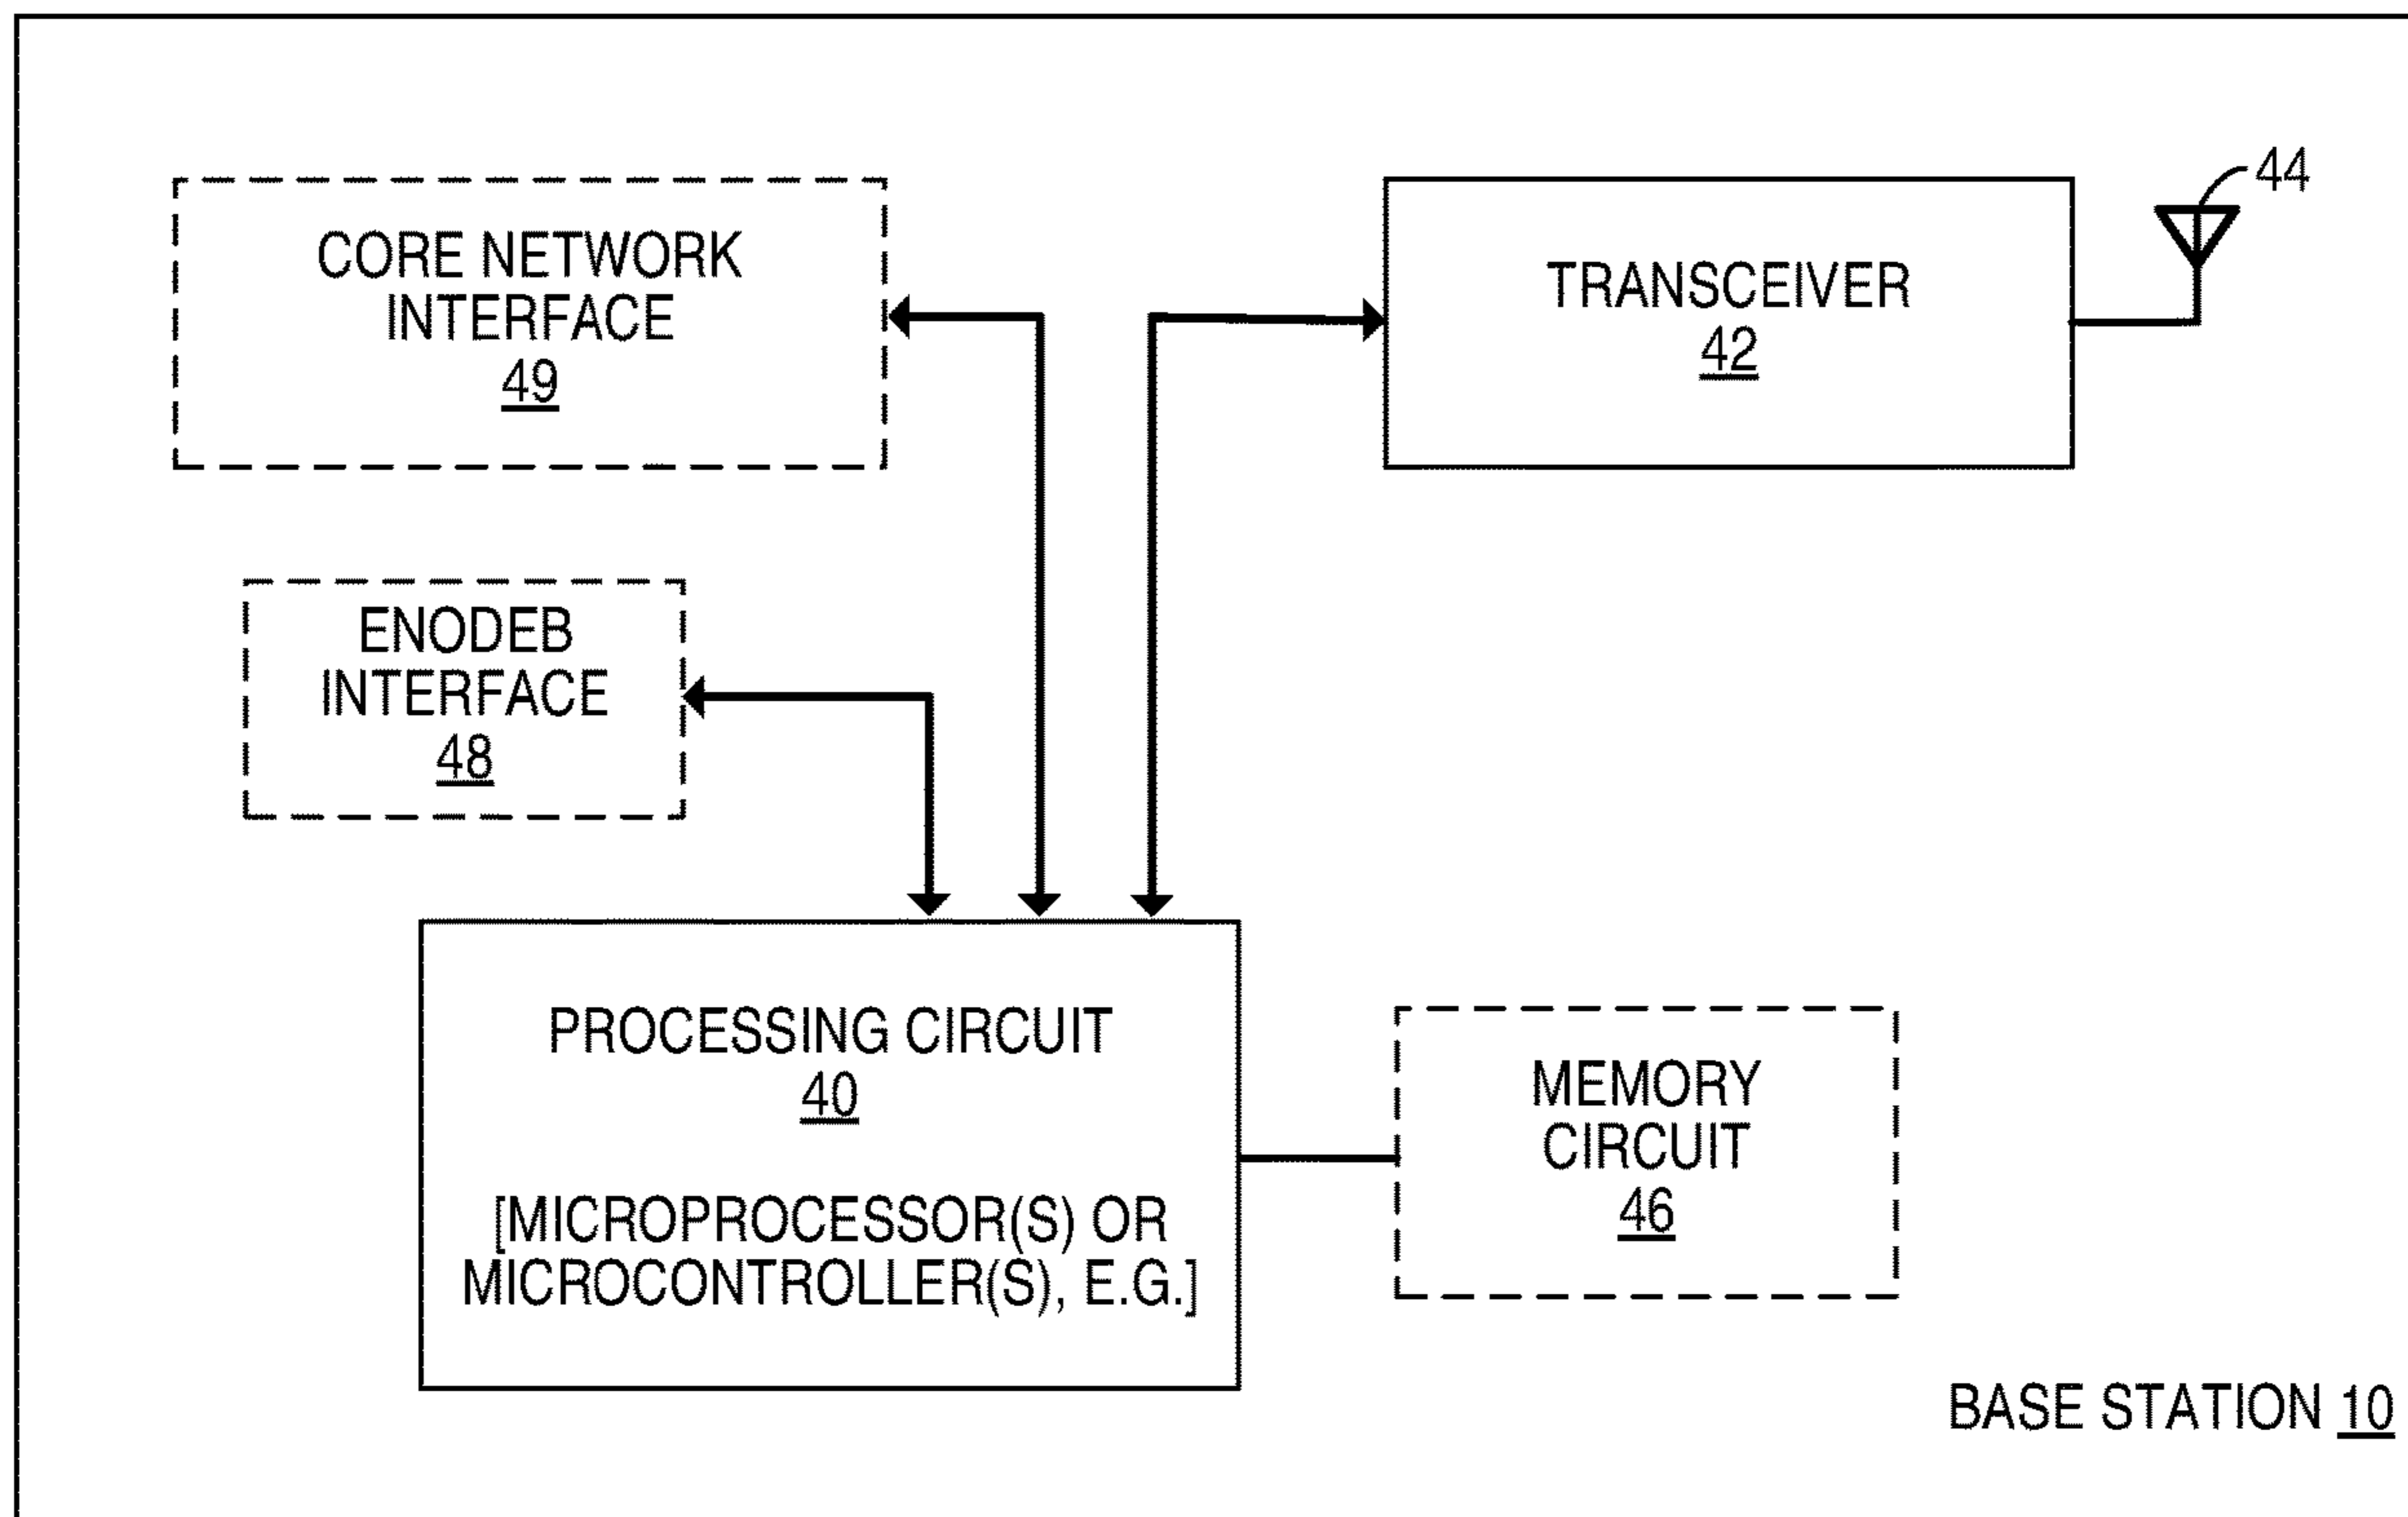 CORE NETWORK
INTERFACE
49
TRANSCEIVER
42
44
ENODEB
INTERFACE
48
PROCESSING CIRCUIT
40
[MICROPROCESSOR(S) OR
MICROCONTROLLER(S), E.G.]
MEMORY
CIRCUIT
46
BASE STATION 10